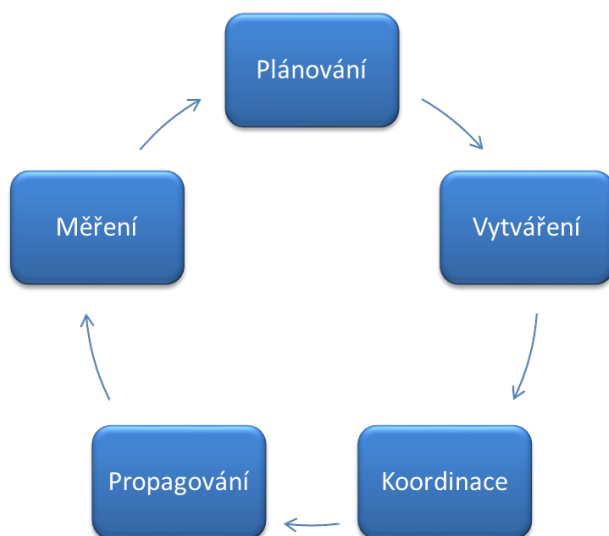 Plánování
Vytváření
Koordinace
Propagování
Měření